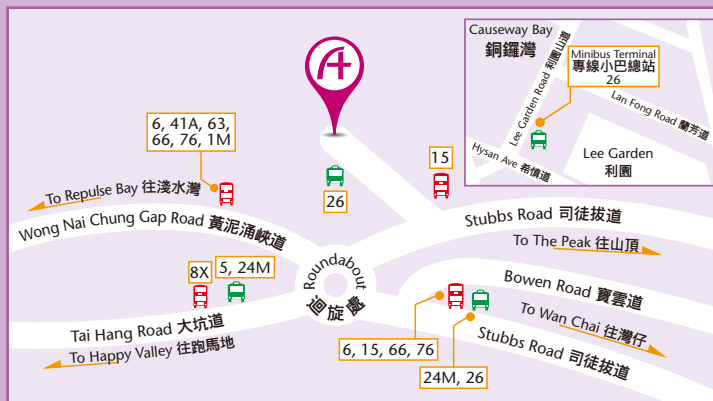 Causeway Bay
銅鑼灣
Minibus Terminal
專線小巴總站
26
Lee Garden Road 利園山道
Lan Fong Road 蘭芳道
Hysan Ave 希慎道
Lee Garden
利園
6, 41A, 63,
66, 76, 1M
15
26
To Repulse Bay 往淺水灣
Wong Nai Chung Gap Road 黃泥涌峽道
Stubbs Road 司徒拔道
To The Peak 往山頂
8X
5, 24M
Roundabout
迴旋處
Bowen Road 寶雲道
To Wan Chai 往灣仔
Tai Hang Road 大坑道
To Happy Valley 往跑馬地
6, 15, 66, 76
24M, 26
Stubbs Road 司徒拔道